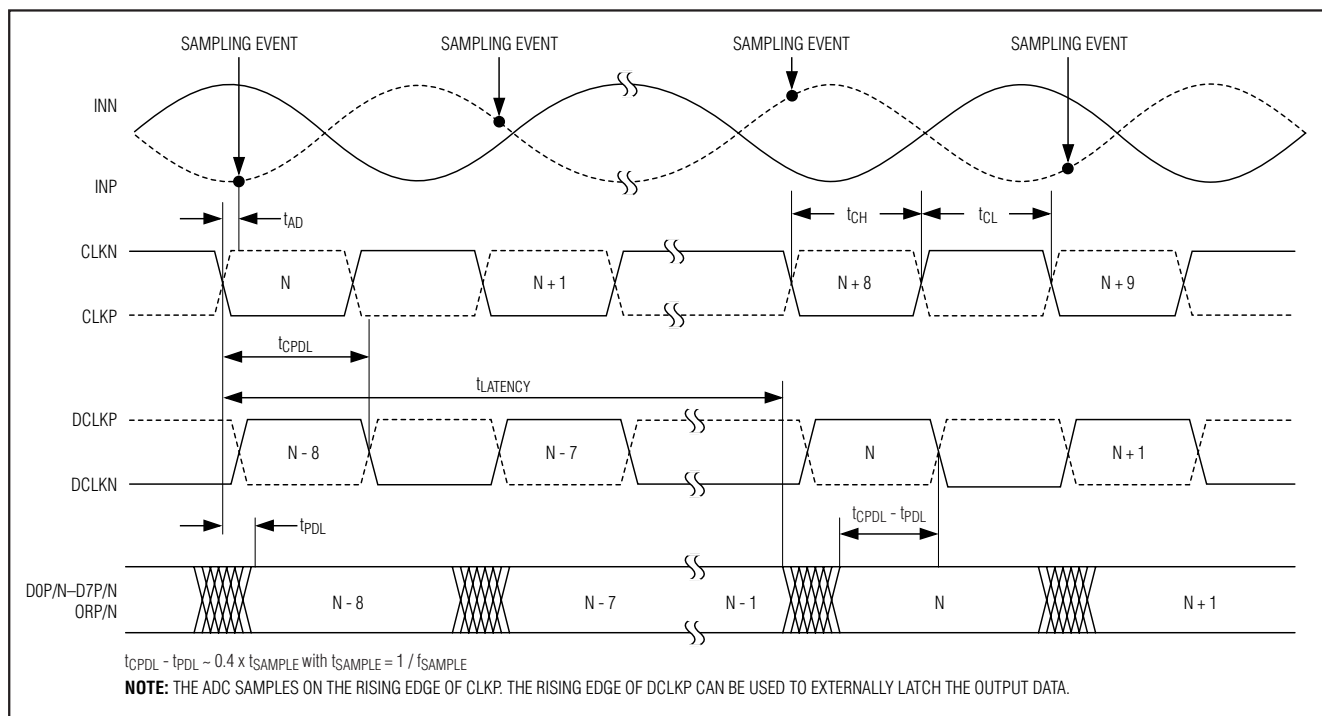 SAMPLING EVENT SAMPLING EVENT SAMPLING EVENT SAMPLING EVENT
INN
INP
tAD
tCH
tCL
CLKN
N
N + 1
N + 8
N + 9
CLKP
tCPDL
tLATENCY
DCLKP
N - 8
N - 7
N
N + 1
DCLKN
tPDL
tCPDL - tPDL
D0P/N–D7P/N
ORP/N
N - 8
N - 7
N - 1
N
N + 1
tCPDL - tPDL ~ 0.4 x tSAMPLE with tSAMPLE = 1 / fSAMPLE
NOTE: THE ADC SAMPLES ON THE RISING EDGE OF CLKP. THE RISING EDGE OF DCLKP CAN BE USED TO EXTERNALLY LATCH THE OUTPUT DATA.